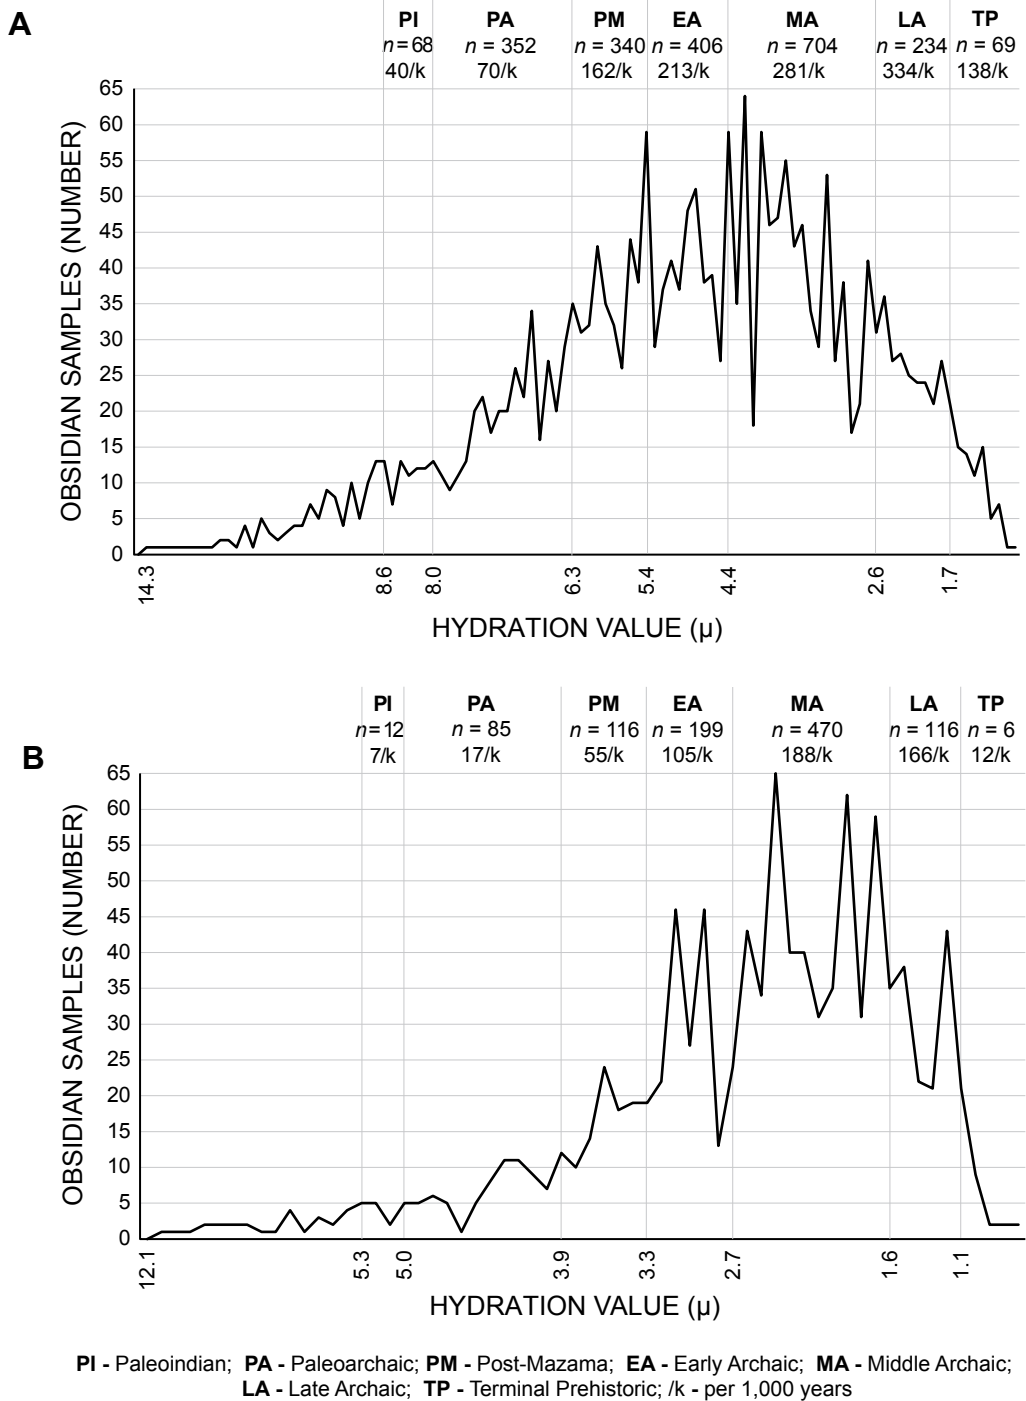 A
PI PA PM EA MA LA TP
n=68 n = 352 n = 340 n = 406 n = 704 n = 234 n = 69
40/k 70/k 162/k 213/k 281/k 334/k 138/k
OBSIDIAN SAMPLES (NUMBER)
65
60
55
50
45
40
35
30
25
20
15
10
5
0
14.3 8.6 8.0 6.3 5.4 4.4 2.6 1.7
HYDRATION VALUE (µ)
B
PI PA PM EA MA LA TP
n=12 n = 85 n = 116 n = 199 n = 470 n = 116 n = 6
7/k 17/k 55/k 105/k 188/k 166/k 12/k
OBSIDIAN SAMPLES (NUMBER)
65
60
55
50
45
40
35
30
25
20
15
10
5
0
12.1 5.3 5.0 3.9 3.3 2.7 1.6 1.1
HYDRATION VALUE (µ)
PI - Paleoindian; PA - Paleoarchaic; PM - Post-Mazama; EA - Early Archaic; MA - Middle Archaic;
LA - Late Archaic; TP - Terminal Prehistoric; /k - per 1,000 years